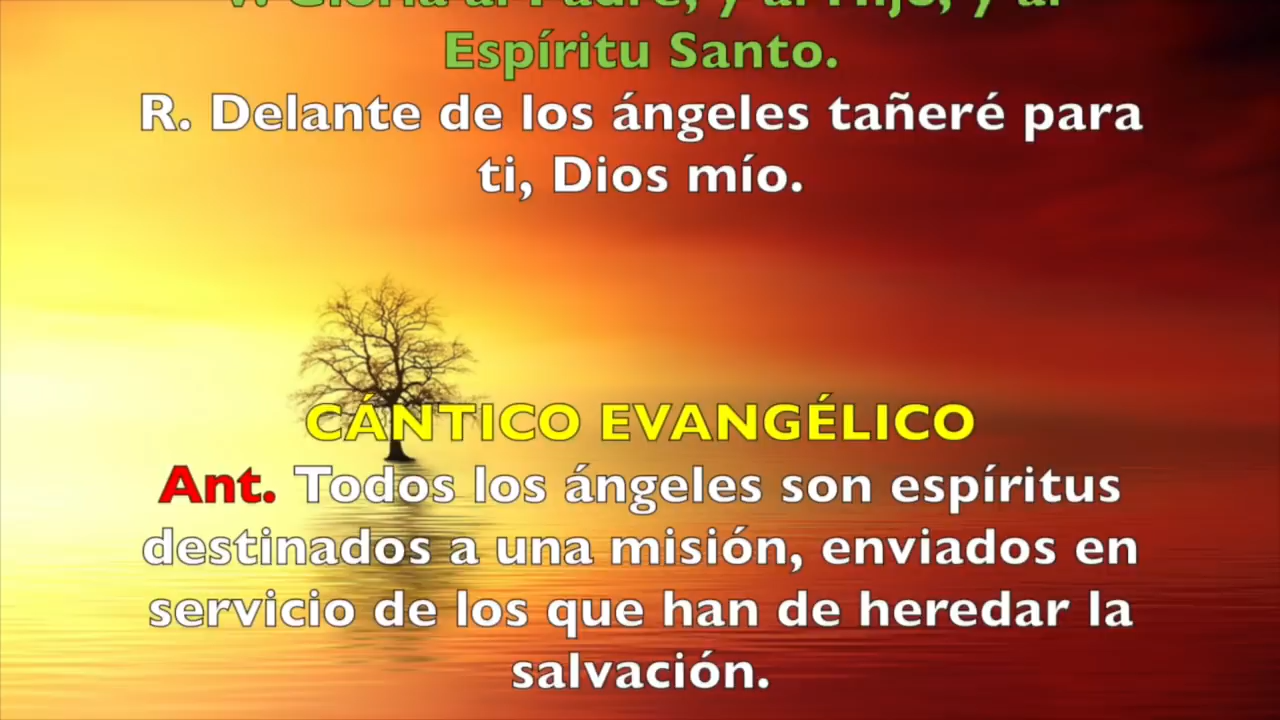 V. Gloria al Padre, y al Hijo, y al
Espíritu Santo.
R. Delante de los ángeles tañeré para
ti, Dios mío.
CÁNTICO EVANGÉLICO
Ant. Todos los ángeles son espíritus
destinados a una misión, enviados en
servicio de los que han de heredar la
salvación.